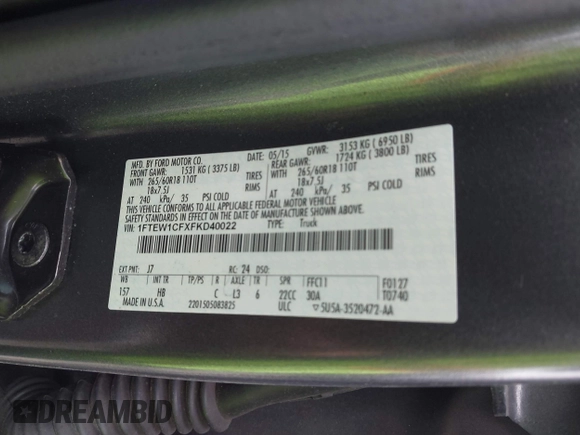 MFD. BY FORD MOTOR CO.
DATE: 05/15 GVWR: 3153 KG ( 6950 LB)
FRONT GAWR: 1531 KG ( 3375 LB) REAR GAWR: 1724 KG ( 3800 LB)
WITH 265/60R18 110T TIRES WITH 265/60R18 110T TIRES
18x7.5J RIMS 18x7.5J RIMS
AT 240 kPa/ 35 PSI COLD AT 240 kPa/ 35 PSI COLD
THIS VEHICLE CONFORMS TO ALL APPLICABLE FEDERAL MOTOR VEHICLE
SAFETY STANDARDS IN EFFECT ON THE DATE OF MANUFACTURE SHOWN ABOVE.
VIN: 1FTEW1CFXFKD40022 TYPE: Truck
EXT PNT: J7 RC: 24 DSO:
WB INT TR TP/PS R AXLE TR SPR FFC11 F0127
157 HB C L3 6 22CC 30A T0740
MADE IN U.S.A. 2201505083825 ULC 5U5A-3520472-AA
DREAMBID